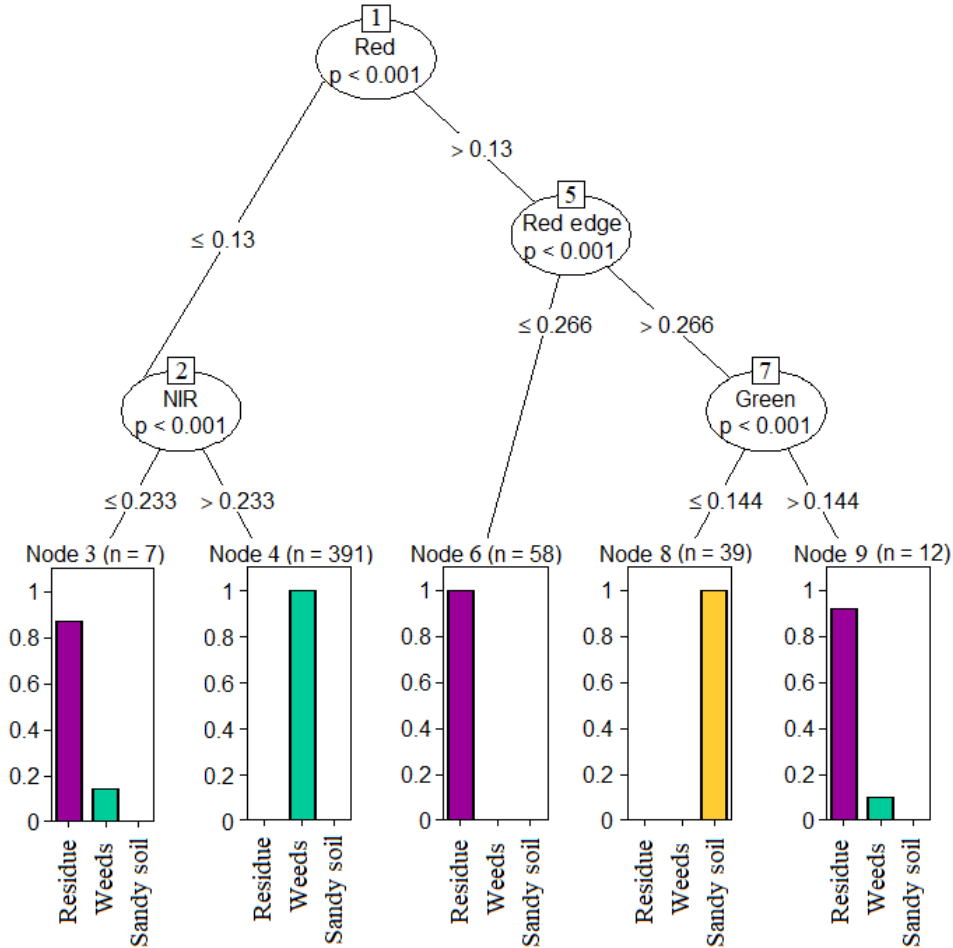 1
Red
p < 0.001
> 0.13
5
Red edge
p < 0.001
≤ 0.13
≤ 0.266
> 0.266
2
NIR
p < 0.001
7
Green
p < 0.001
≤ 0.233
> 0.233
≤ 0.144
> 0.144
Node 3 (n = 7)
1
0.8
0.6
0.4
0.2
0
Residue
Weeds
Sandy soil
Node 4 (n = 391)
1
0.8
0.6
0.4
0.2
0
Residue
Weeds
Sandy soil
Node 6 (n = 58)
1
0.8
0.6
0.4
0.2
0
Residue
Weeds
Sandy soil
Node 8 (n = 39)
1
0.8
0.6
0.4
0.2
0
Residue
Weeds
Sandy soil
Node 9 (n = 12)
1
0.8
0.6
0.4
0.2
0
Residue
Weeds
Sandy soil